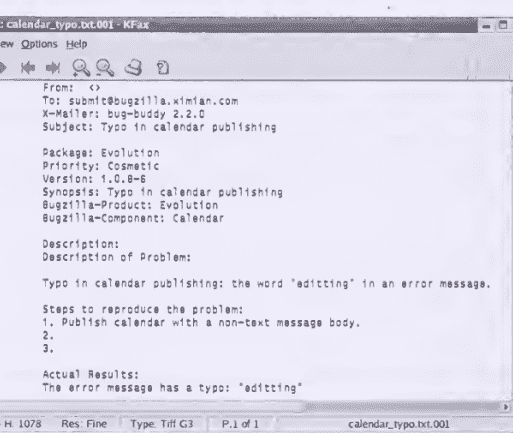 : calendar_typo.txt.001 - KFax
ew Options Help
From: <>
To: submit@bugzilla.ximian.com
X-Mailer: bug-buddy 2.2.0
Subject: Typo in calendar publishing
Package: Evolution
Priority: Cosmetic
Version: 1.0.8-6
Synopsis: Typo in calendar publishing
Bugzilla-Product: Evolution
Bugzilla-Component: Calendar
Description:
Description of Problem:
Typo in calendar publishing: the word "editting" in an error message.
Steps to reproduce the problem:
1. Publish calendar with a non-text message body.
2.
3.
Actual Results:
The error message has a typo: "editting"
H: 1078 Res: Fine Type: Tiff G3 P.1 of 1 calendar_typo.txt.001